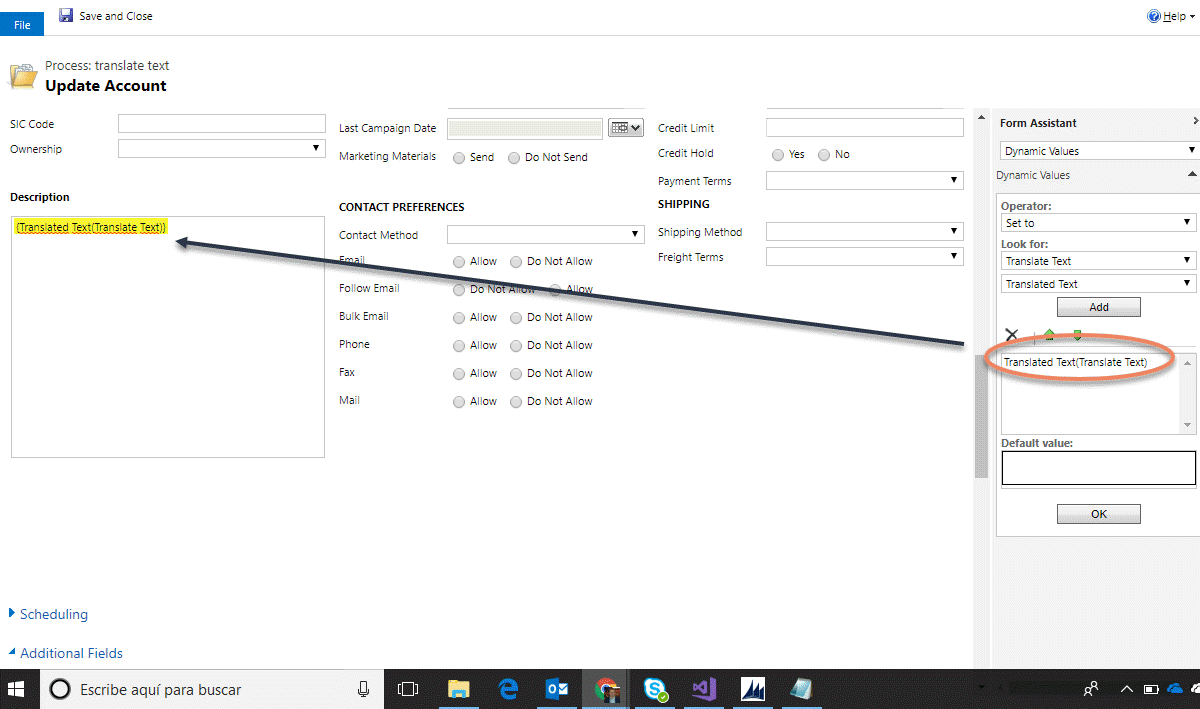 File
Save and Close
Help
Process: translate text
Update Account
SIC Code
Ownership
Description
{Translated Text(Translate Text)}
Last Campaign Date
Marketing Materials
Send
Do Not Send
CONTACT PREFERENCES
Contact Method
Email
Allow
Do Not Allow
Follow Email
Do Not Allow
Allow
Bulk Email
Allow
Do Not Allow
Phone
Allow
Do Not Allow
Fax
Allow
Do Not Allow
Mail
Allow
Do Not Allow
Credit Limit
Credit Hold
Yes
No
Payment Terms
SHIPPING
Shipping Method
Freight Terms
Form Assistant
Dynamic Values
Dynamic Values
Operator:
Set to
Look for:
Translate Text
Translated Text
Add
Translated Text(Translate Text)
Default value:
OK
Scheduling
Additional Fields
Escribe aquí para buscar